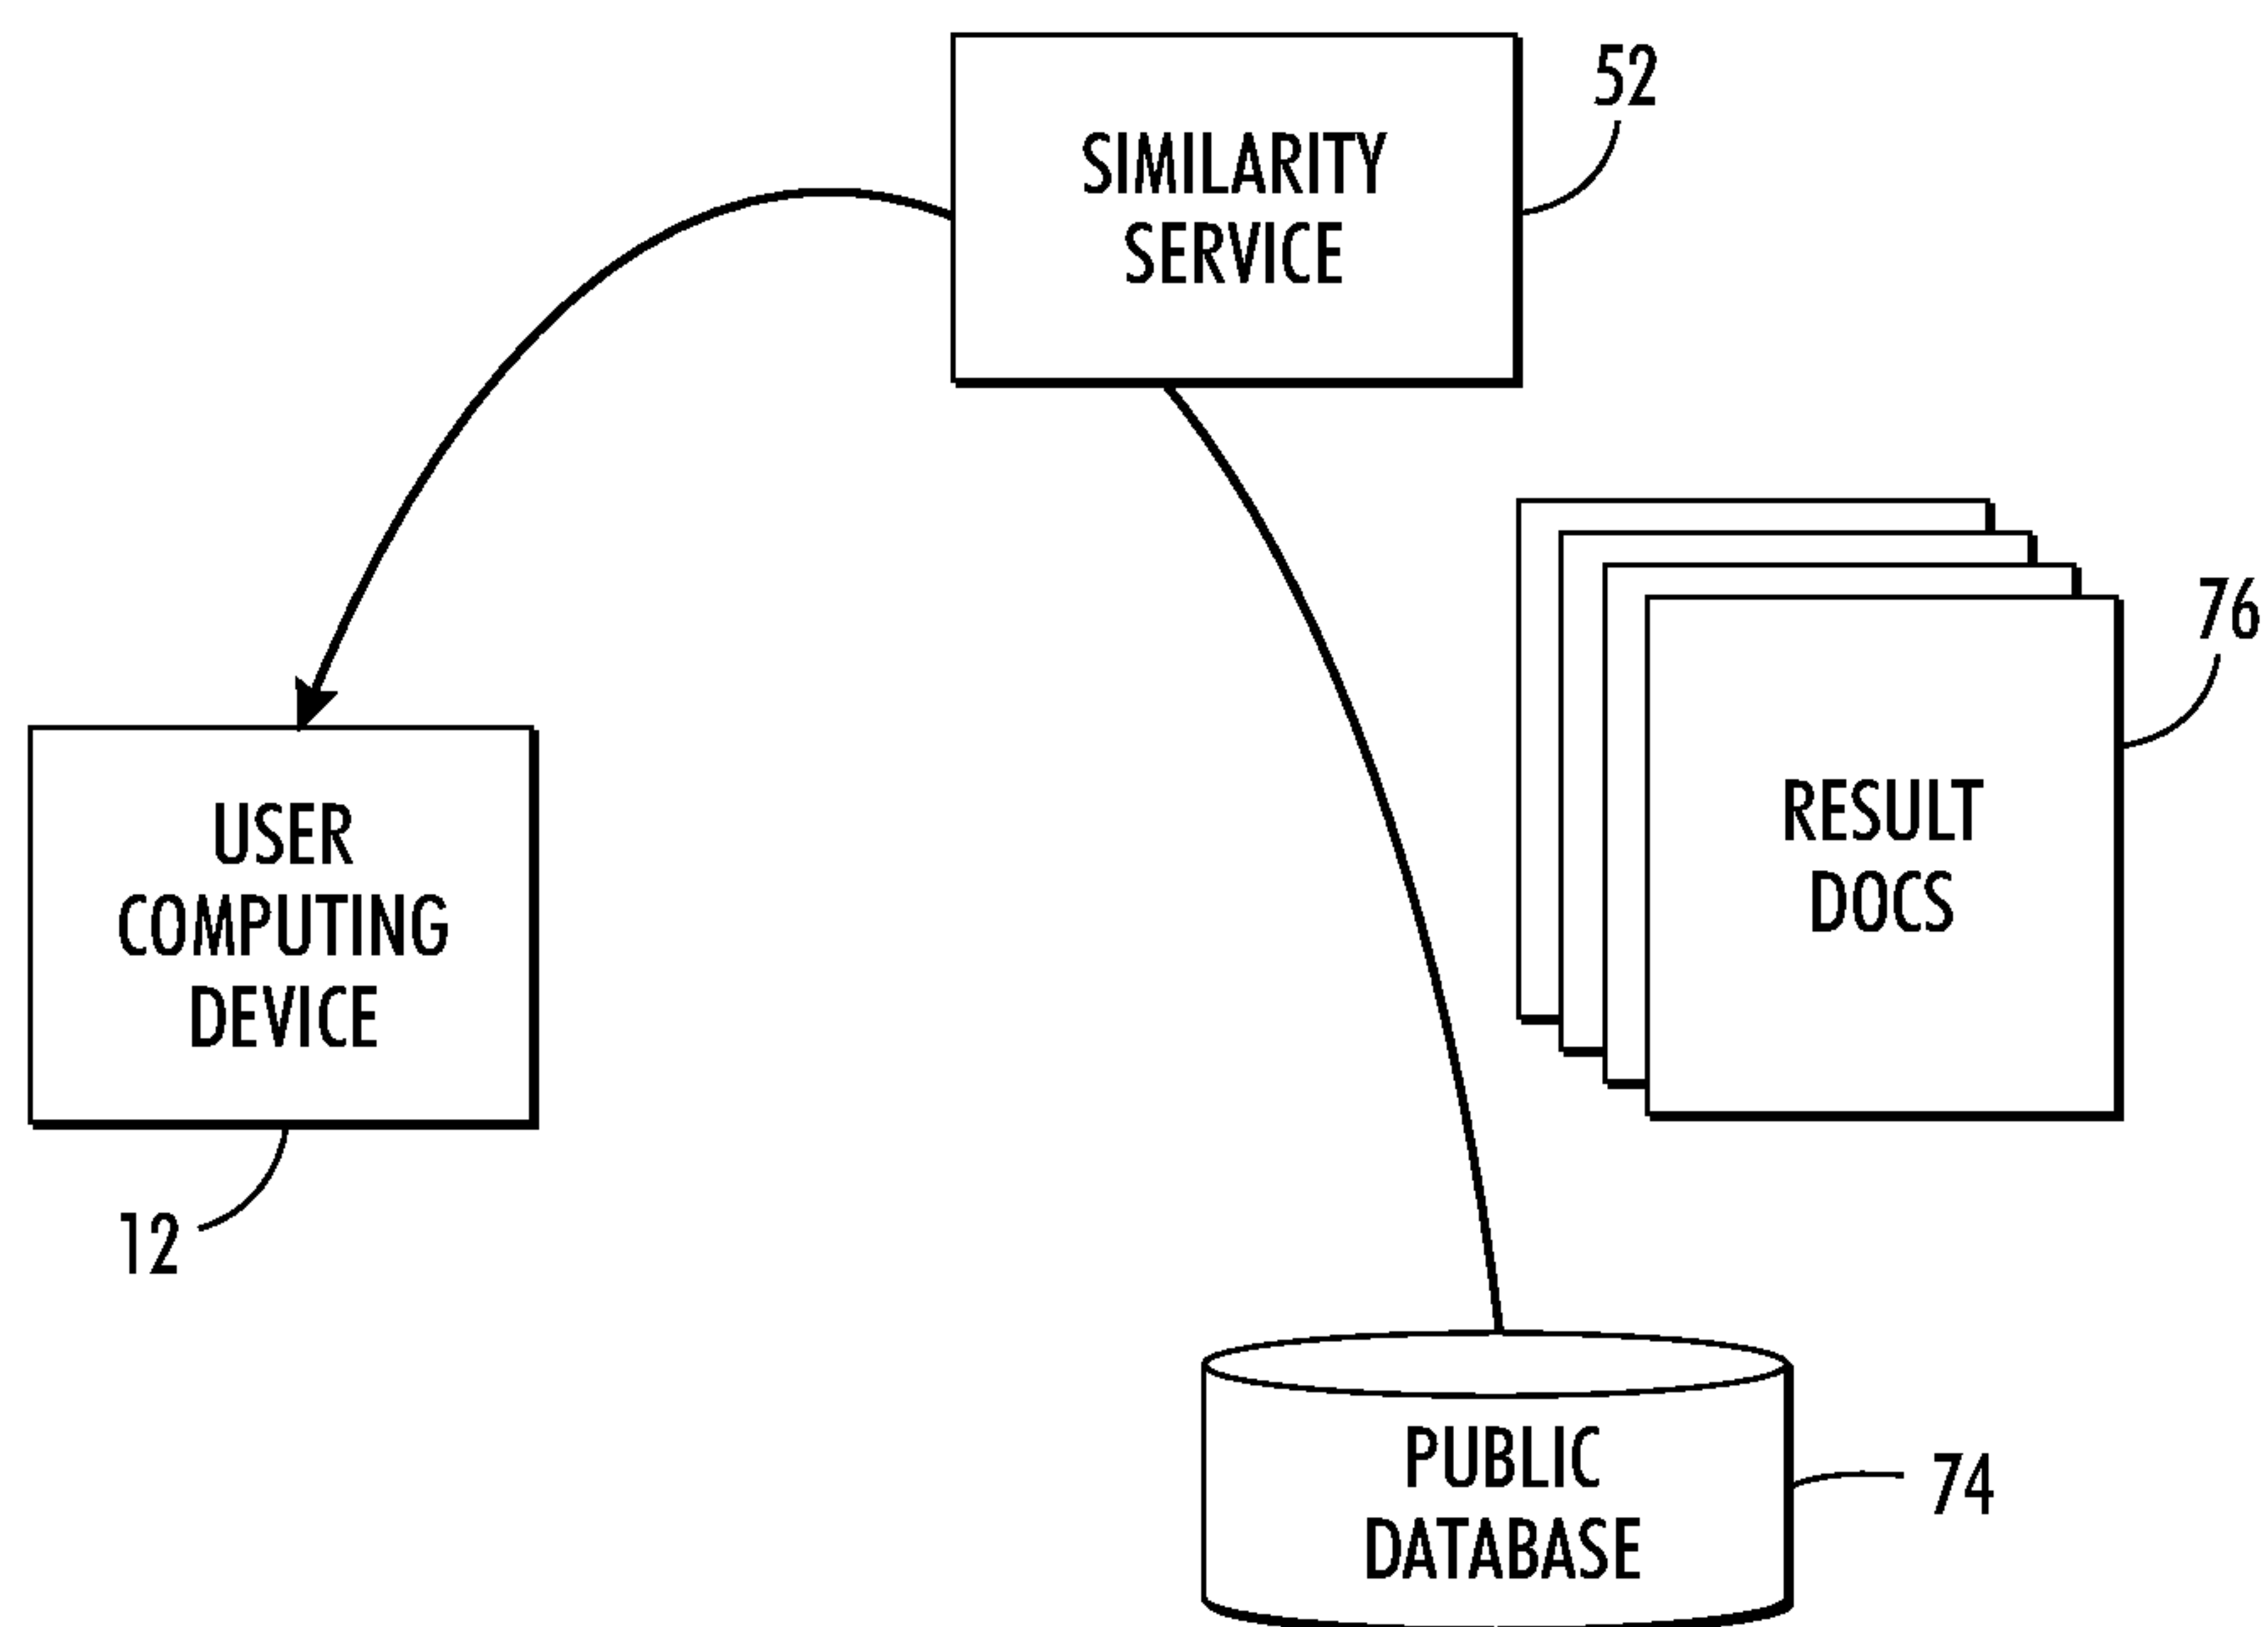 52
SIMILARITY
SERVICE
76
RESULT
DOCS
USER
COMPUTING
DEVICE
12
PUBLIC
DATABASE
74